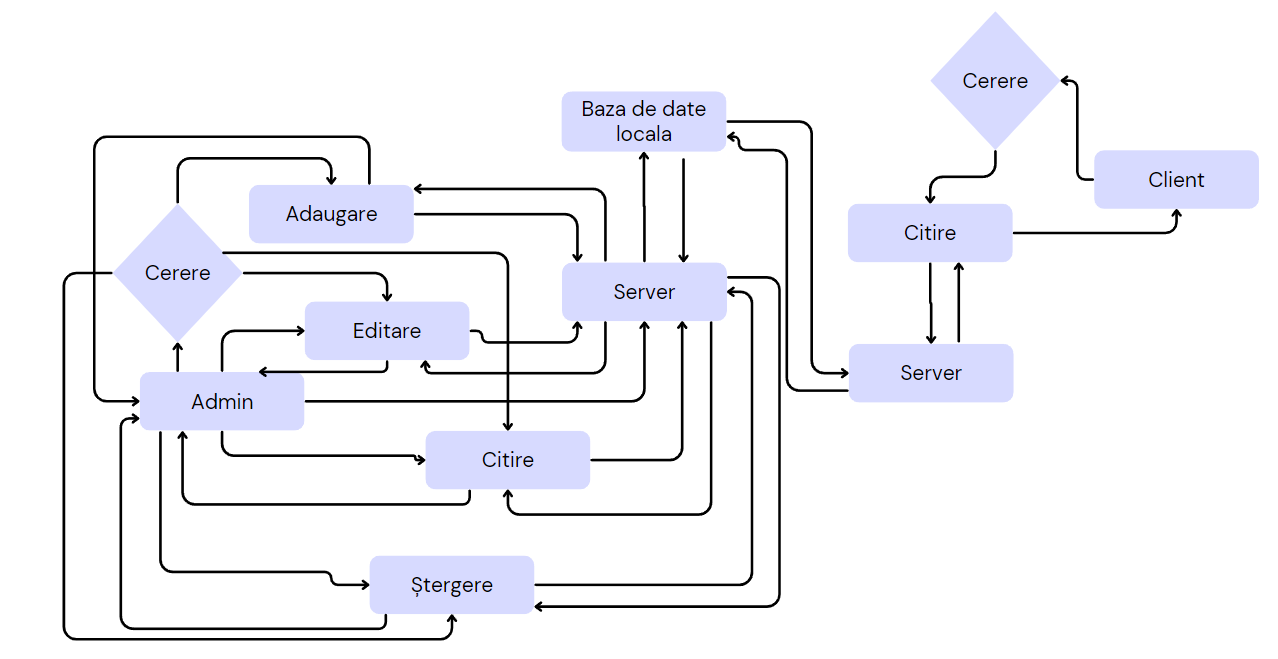 Cerere
Baza de date
locala
Client
Adaugare
Citire
Cerere
Server
Editare
Server
Admin
Citire
Ștergere